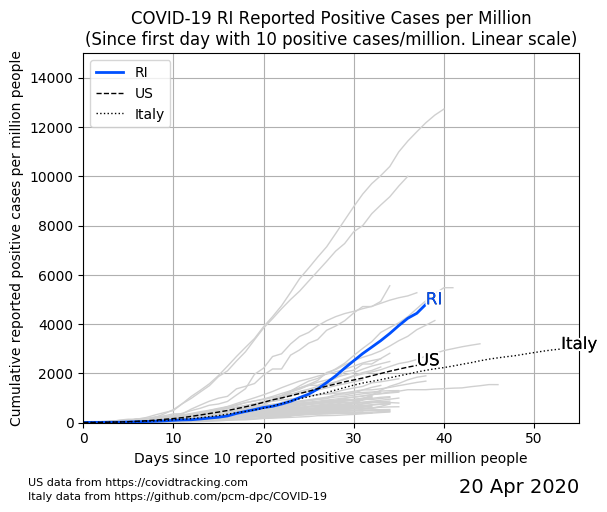 COVID-19 RI Reported Positive Cases per Million
(Since first day with 10 positive cases/million. Linear scale)
Cumulative reported positive cases per million people
14000
12000
10000
8000
6000
4000
2000
0
RI
US
Italy
RI
US
Italy
0 10 20 30 40 50
Days since 10 reported positive cases per million people
US data from https://covidtracking.com
Italy data from https://github.com/pcm-dpc/COVID-19
20 Apr 2020